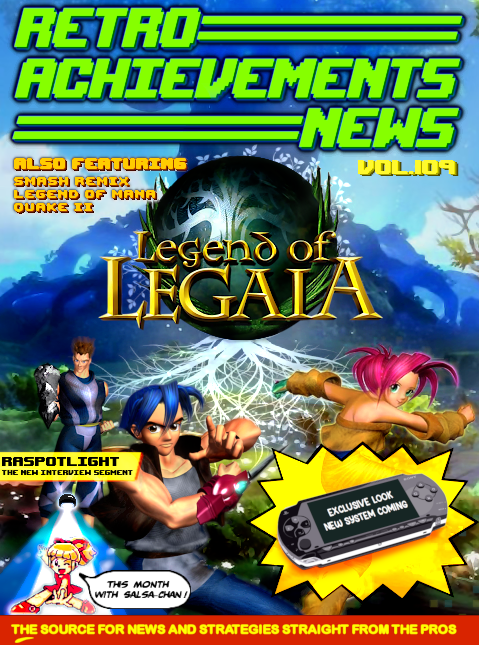 RETRO
ACHIEVEMENTS
NEWS
ALSO FEATURING
SMASH REMIX
LEGEND OF MANA
QUAKE II
VOL.109
Legend of
LEGAIA
RASPOTLIGHT
THE NEW INTERVIEW SEGMENT
EXCLUSIVE LOOK
NEW SYSTEM COMING
THIS MONTH
WITH SALSA-CHAN!
THE SOURCE FOR NEWS AND STRATEGIES STRAIGHT FROM THE PROS